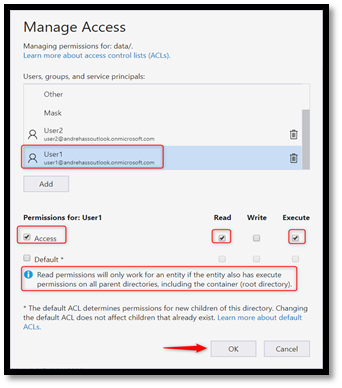 Manage Access
Managing permissions for: data/.
Learn more about access control lists (ACLs).
Users, groups, and service principals:
Other
Mask
User2
user2@andrehassoutlook.onmicrosoft.com
User1
user1@andrehassoutlook.onmicrosoft.com
Add
Permissions for: User1 Read Write Execute
Access
Default *
Read permissions will only work for an entity if the entity also has execute
permissions on all parent directories, including the container (root directory).
* The default ACL determines permissions for new children of this directory. Changing
the default ACL does not affect children that already exist. Learn more about default
ACLs.
OK Cancel